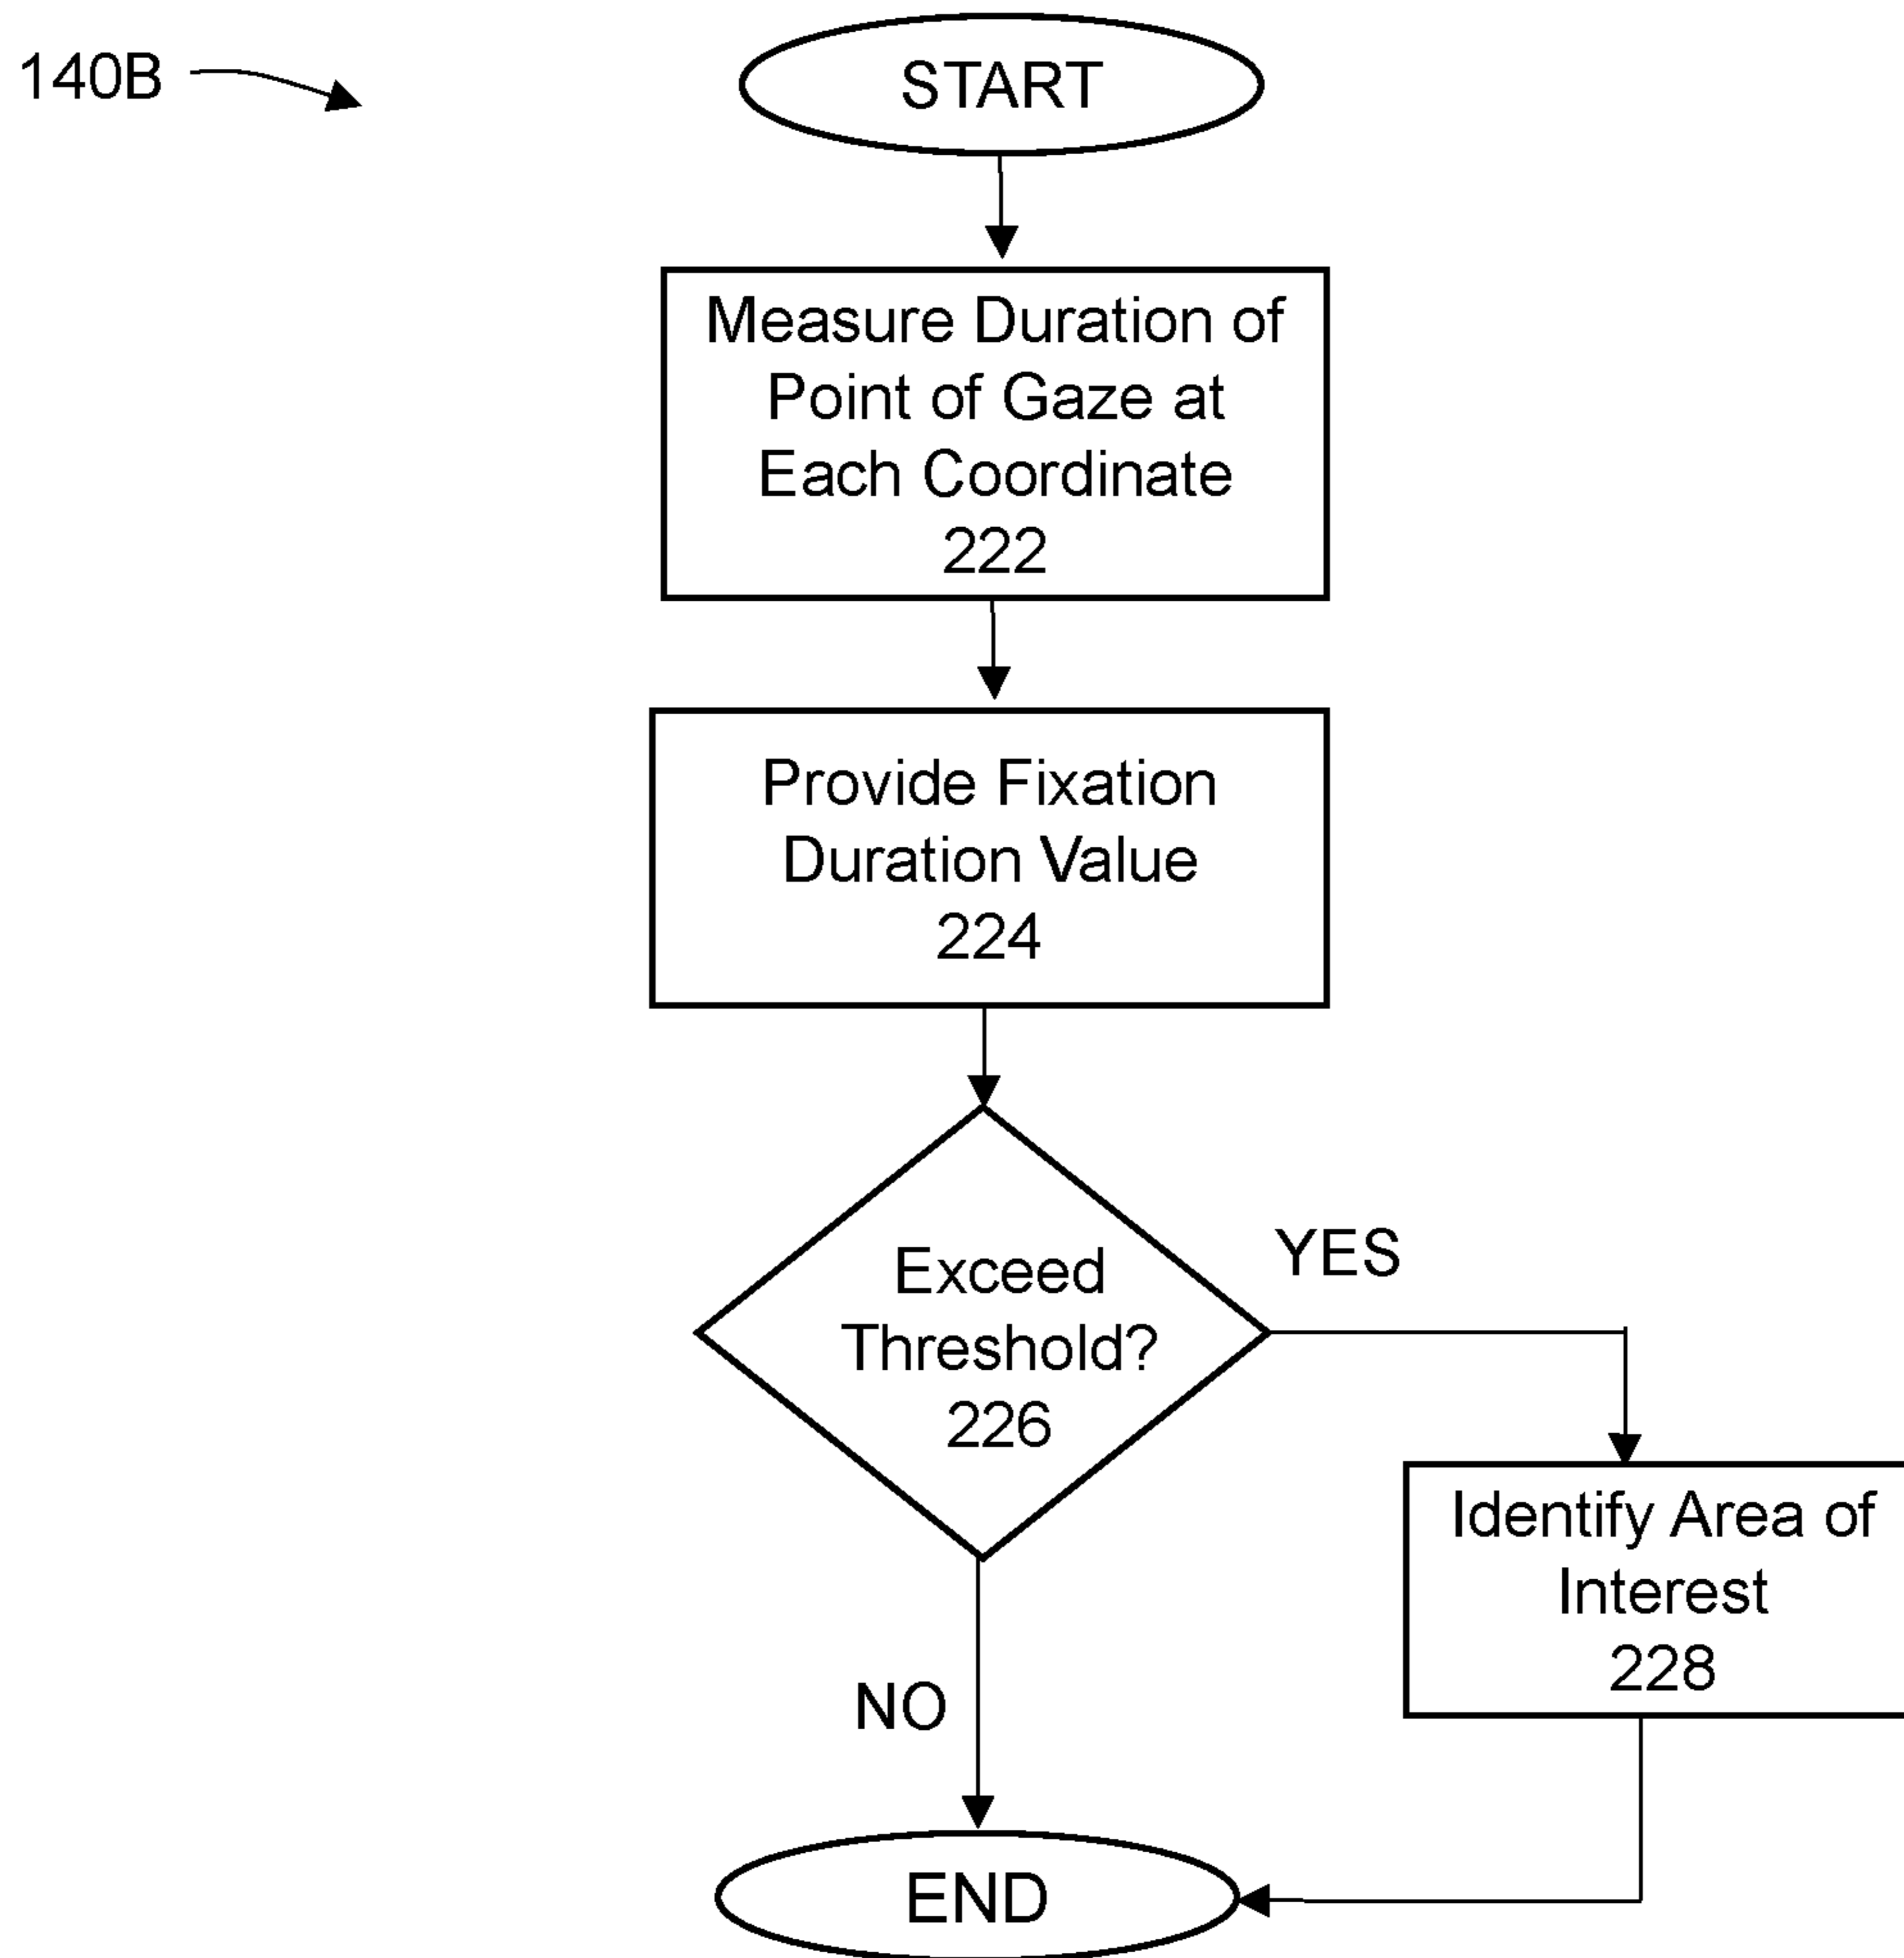 140B
START
Measure Duration of
Point of Gaze at
Each Coordinate
222
Provide Fixation
Duration Value
224
Exceed
Threshold?
226
YES
Identify Area of
Interest
228
NO
END